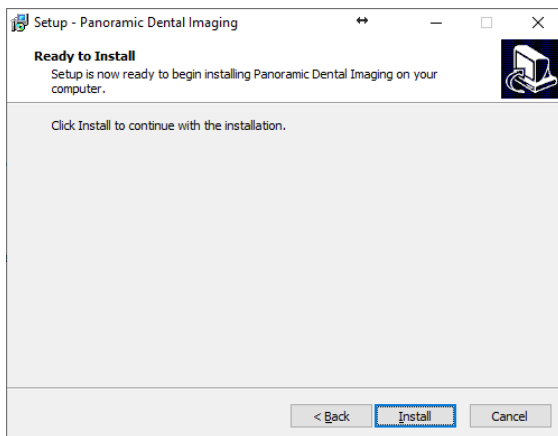 Setup - Panoramic Dental Imaging
Ready to Install
Setup is now ready to begin installing Panoramic Dental Imaging on your
computer.
Click Install to continue with the installation.
< Back Install Cancel